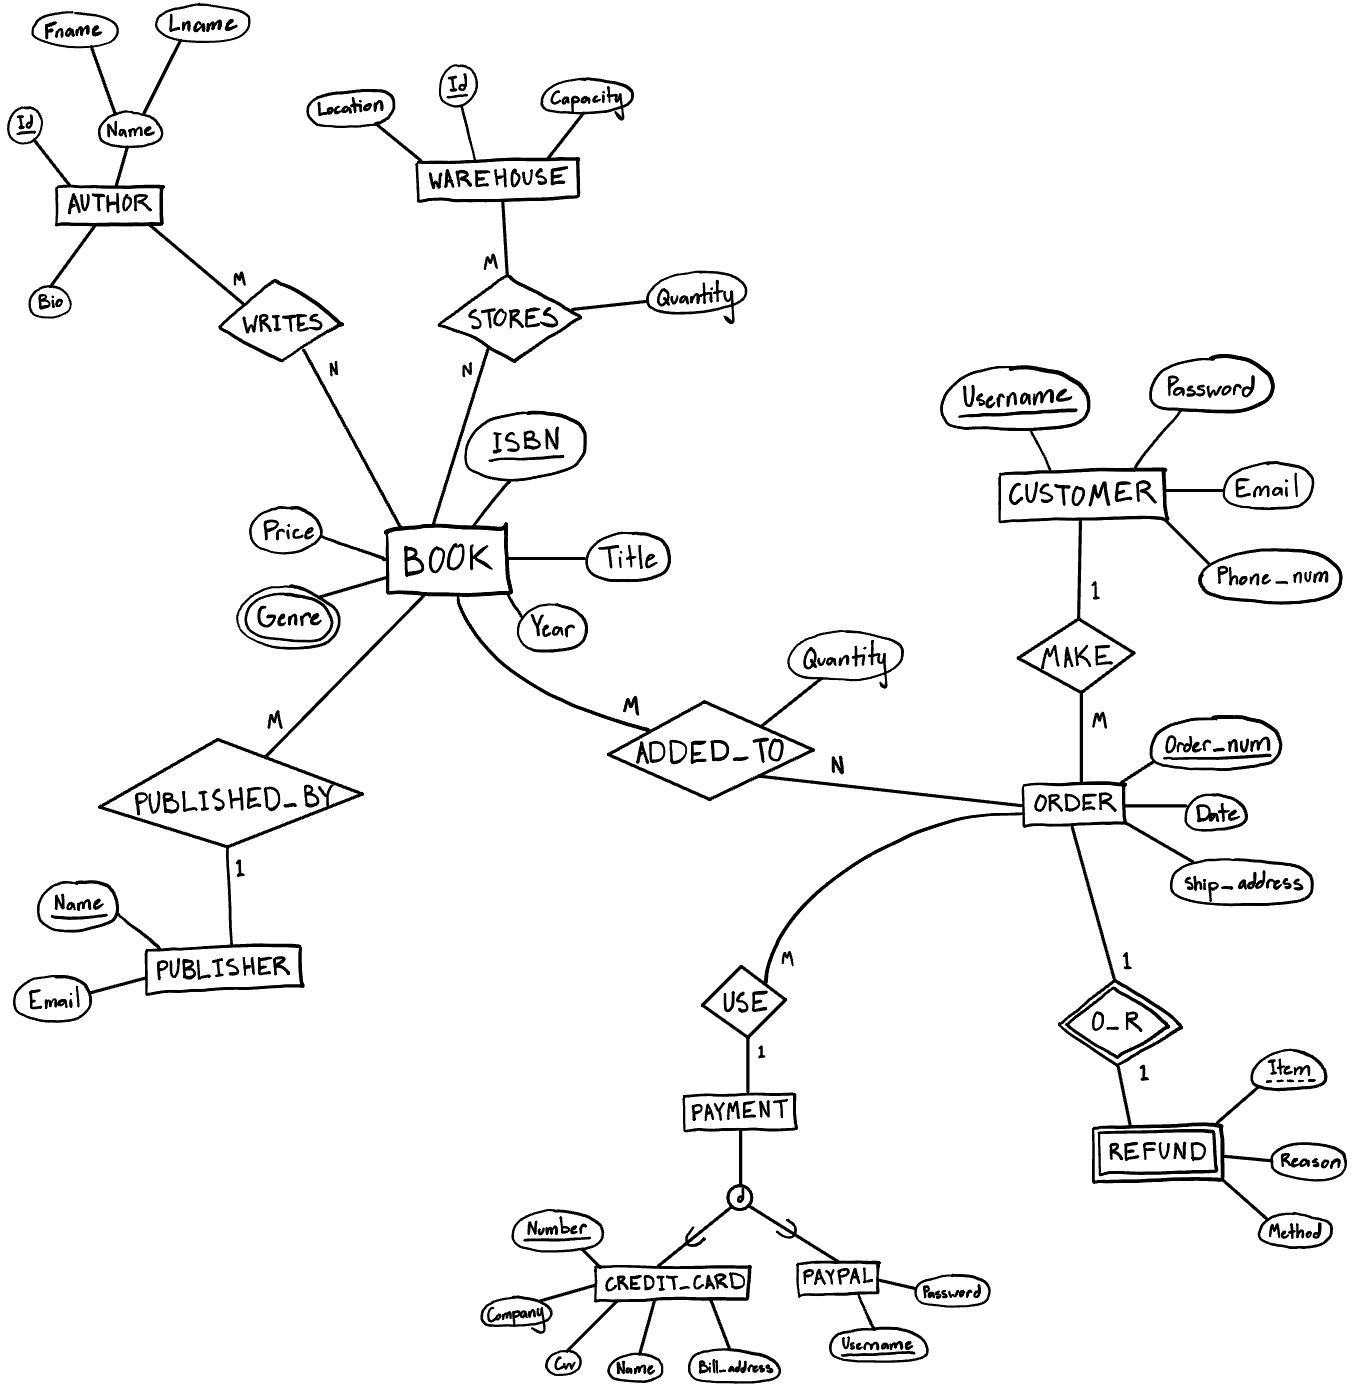 Fname
Lname
Id
Name
AUTHOR
Bio
Location
Id
Capacity
WAREHOUSE
M
WRITES
N
M
STORES
Quantity
N
ISBN
Price
BOOK
Title
Genre
Year
Username
Password
CUSTOMER
Email
Phone_num
1
MAKE
M
Quantity
M
ADDED_TO
N
M
PUBLISHED_BY
1
Name
PUBLISHER
Email
Order_num
ORDER
Date
Ship_address
M
USE
1
PAYMENT
d
1
O_R
1
Item
REFUND
Reason
Method
Number
CREDIT_CARD
Company
Cvv
Name
Bill_address
PAYPAL
Password
Username